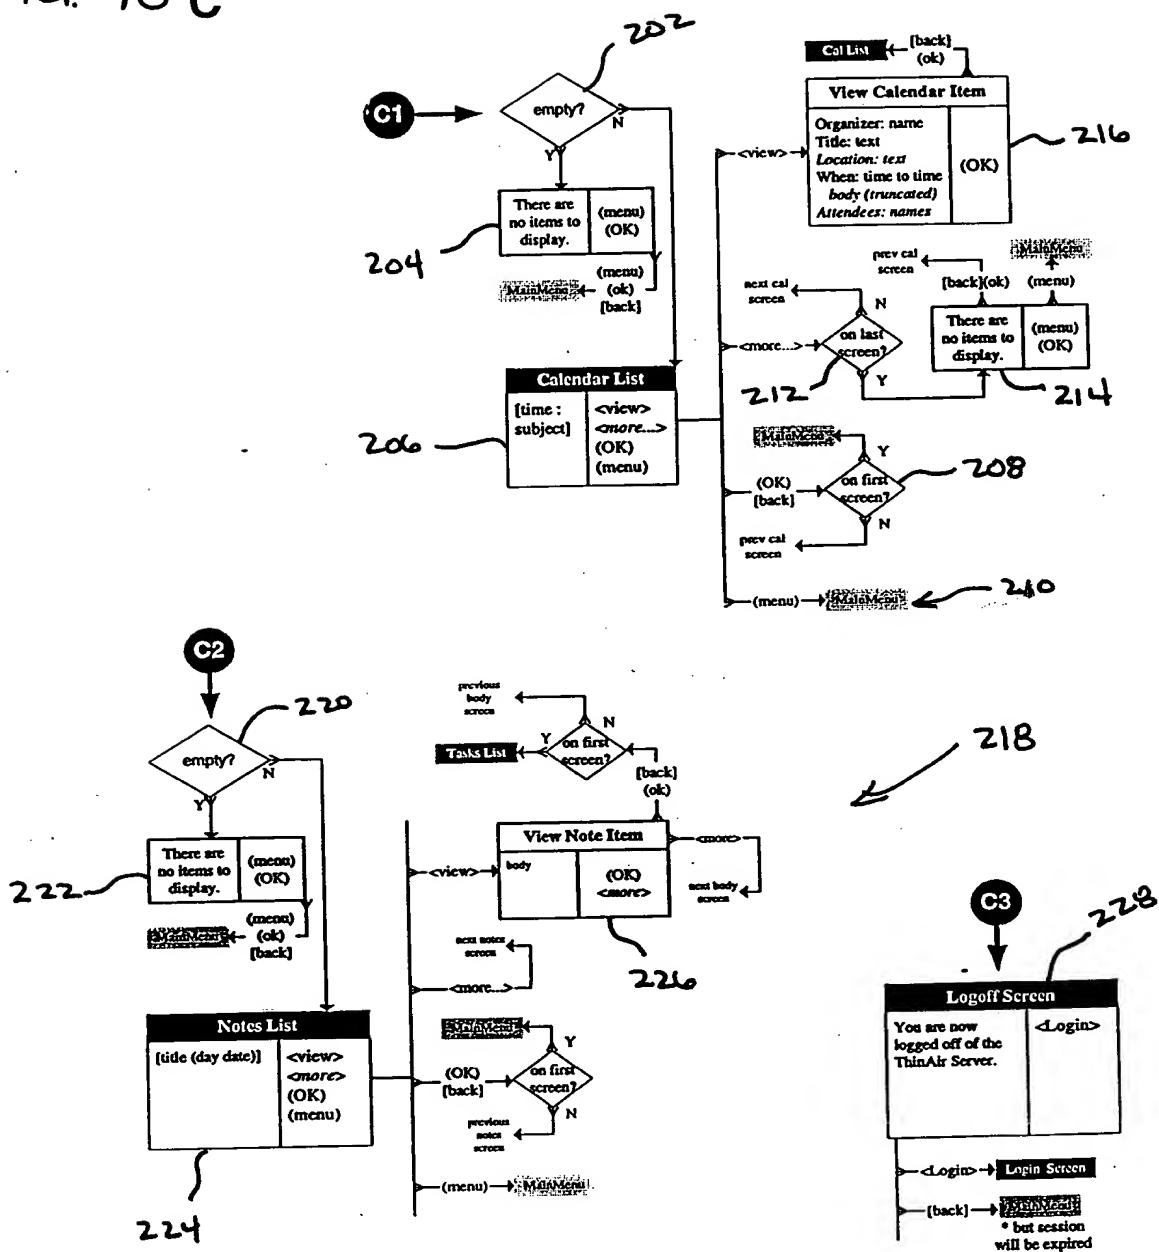 202
C1
empty?
N
Y
There are
no items to
display.
(menu)
(OK)
204
(menu)
(ok)
[back]
MainMenu
Calendar List
[time :
subject]
<view>
<more...>
(OK)
(menu)
206
Cal List
[back]
(ok)
View Calendar Item
Organizer: name
Title: text
Location: text
When: time to time
body (truncated)
Attendees: names
(OK)
216
<view>
next cal
screen
N
<more...>
on last
screen?
Y
212
prev cal
screen
[back](ok)
MainMenu
(menu)
There are
no items to
display.
(menu)
(OK)
214
MainMenu
Y
(OK)
[back]
on first
screen?
208
N
prev cal
screen
(menu)
MainMenu
210
C2
220
empty?
N
Y
There are
no items to
display.
(menu)
(OK)
222
(menu)
(ok)
[back]
MainMenu
Notes List
[title (day date)]
<view>
<more>
(OK)
(menu)
224
previous
body
screen
N
Y
Tasks List
on first
screen?
[back]
(ok)
218
<view>
View Note Item
body
(OK)
<more>
<more>
next body
screen
226
next notes
screen
<more...>
MainMenu
Y
(OK)
[back]
on first
screen?
N
previous
notes
screen
(menu)
MainMenu
C3
228
Logoff Screen
You are now
logged off of the
ThinAir Server.
<Login>
<Login>
Login Screen
[back]
MainMenu
* but session
will be expired